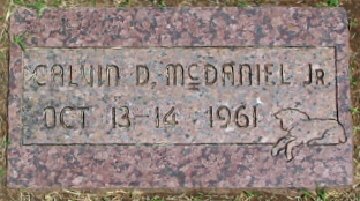 CALVIN D. McDANIEL JR.
OCT 13-14 1961